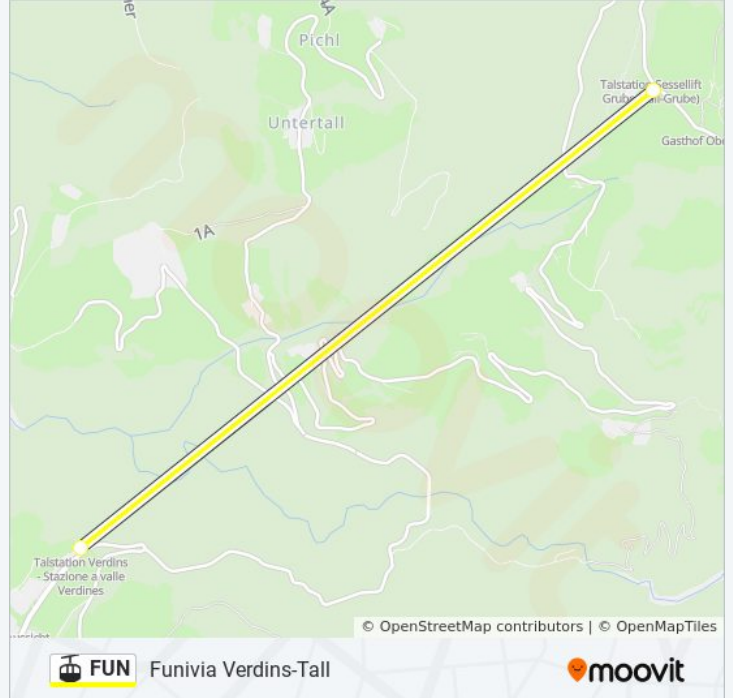 AA
Pichl
Untertall
Talstation Sessellift
Gasthof
1A
Talstation Verdins
- Stazione a valle
Verdines
© OpenStreetMap contributors | © OpenMapTiles
FUN
Funivia Verdins-Tall
moovit